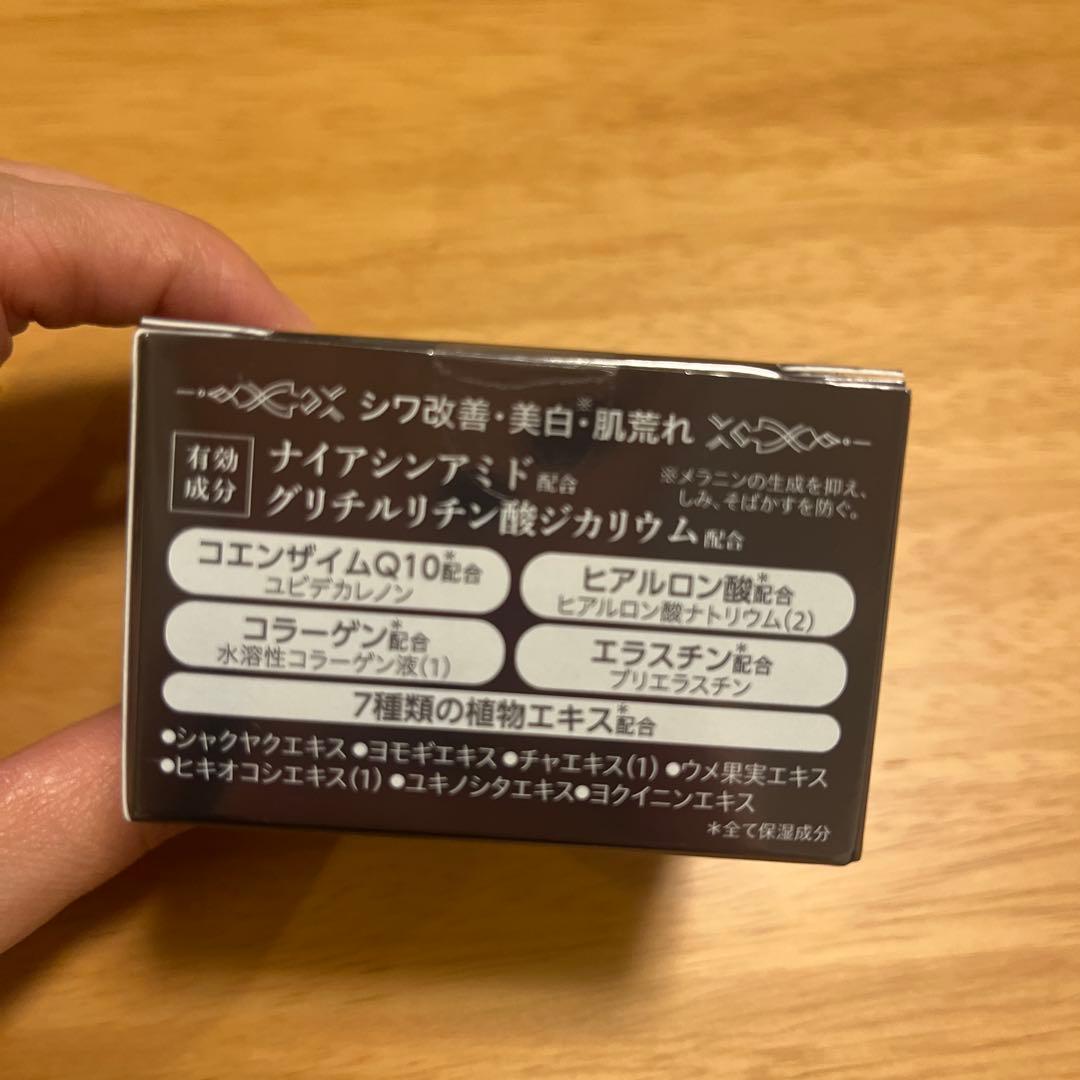 シワ改善・美白※・肌荒れ
有効成分
ナイアシンアミド配合
グリチルリチン酸ジカリウム配合
※メラニンの生成を抑え、
しみ、そばかすを防ぐ。
コエンザイムQ10*配合
ユビデカレノン
ヒアルロン酸*配合
ヒアルロン酸ナトリウム(2)
コラーゲン*配合
水溶性コラーゲン液(1)
エラスチン*配合
ブリエラスチン
7種類の植物エキス*配合
●シャクヤクエキス ●ヨモギエキス ●チャエキス(1) ●ウメ果実エキス
●ヒキオコシエキス(1) ●ユキノシタエキス ●ヨクイニンエキス
*全て保湿成分